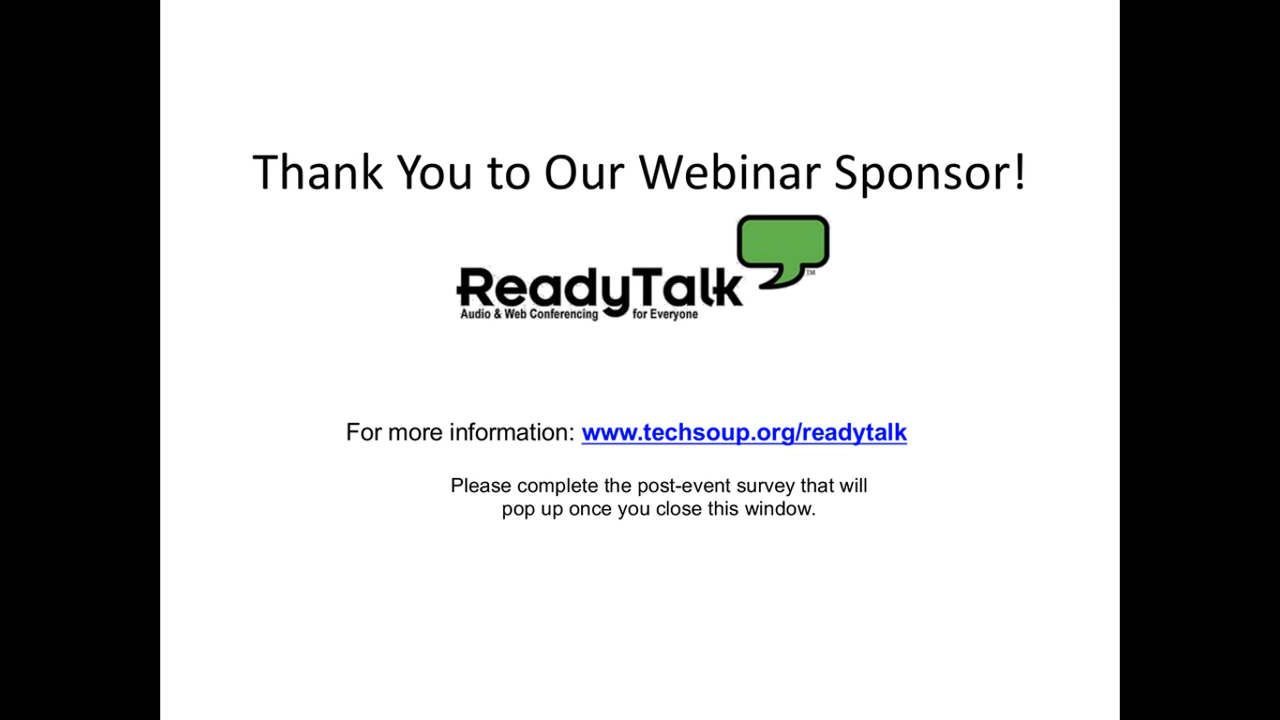 Thank You to Our Webinar Sponsor!
ReadyTalk
TM
Audio & Web Conferencing for Everyone
For more information: www.techsoup.org/readytalk
Please complete the post-event survey that will
pop up once you close this window.